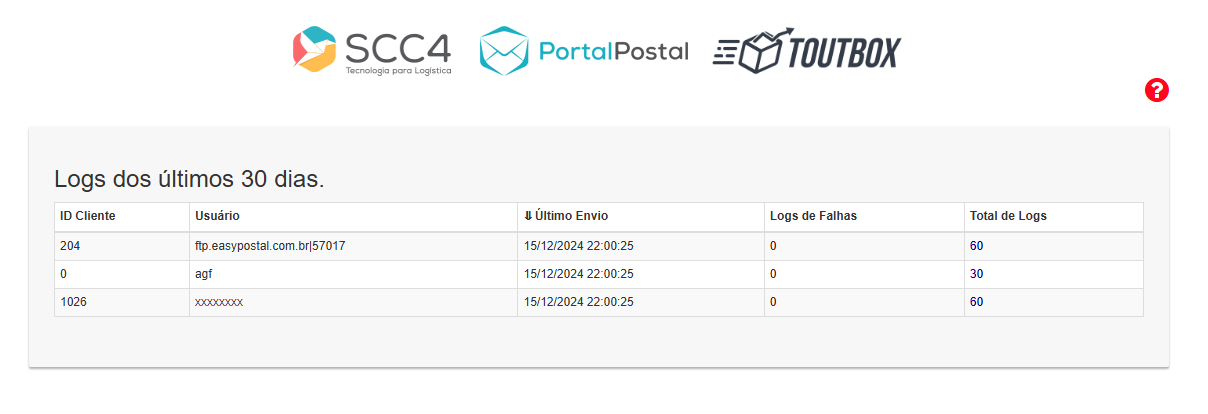 SCC4
Tecnologia para Logística
PortalPostal
TOUTBOX
?
Logs dos últimos 30 dias.
ID Cliente Usuário ⇓ Último Envio Logs de Falhas Total de Logs
204 ftp.easypostal.com.br|57017 15/12/2024 22:00:25 0 60
0 agf 15/12/2024 22:00:25 0 30
1026 xxxxxxxx 15/12/2024 22:00:25 0 60